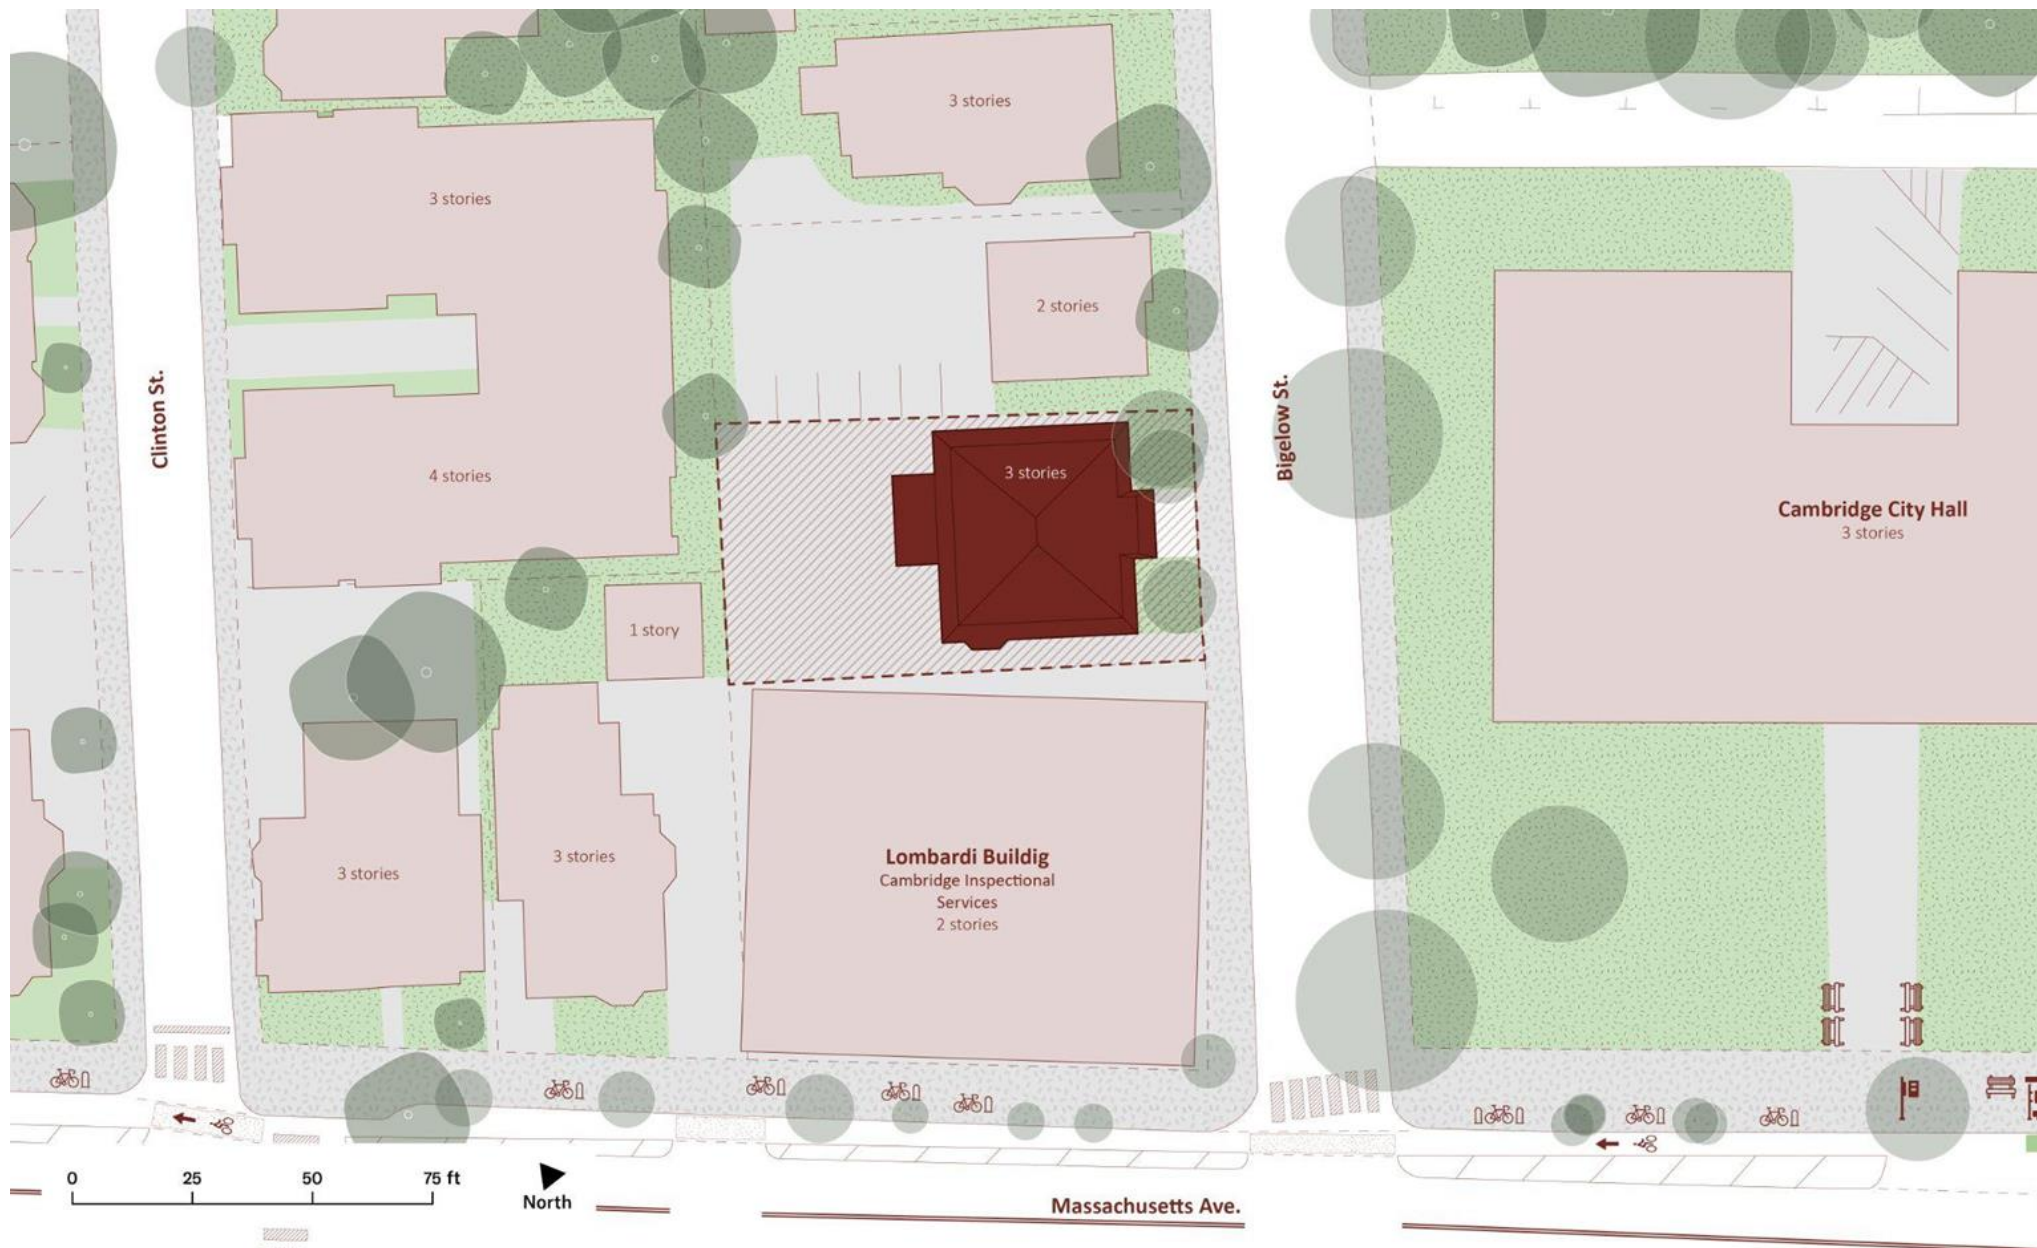 3 stories
3 stories
2 stories
Clinton St.
Bigelow St.
4 stories
3 stories
Cambridge City Hall
3 stories
1 story
3 stories
3 stories
Lombardi Buildig
Cambridge Inspectional
Services
2 stories
0 25 50 75 ft
North
Massachusetts Ave.